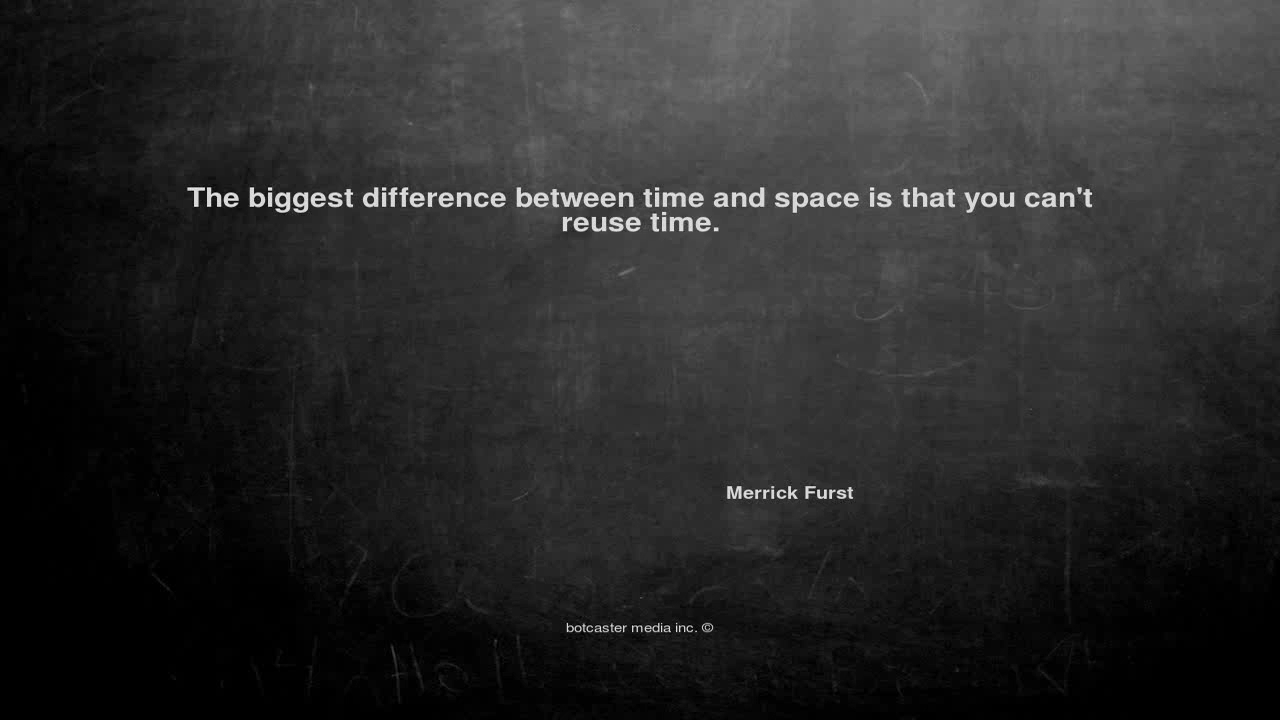 The biggest difference between time and space is that you can't
reuse time.
Merrick Furst
botcaster media inc. ©